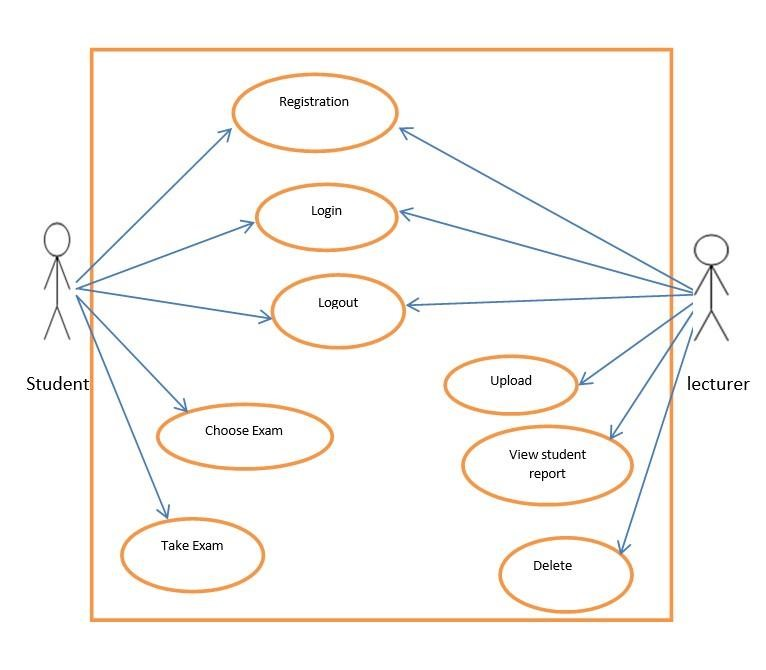 Registration
Login
Logout
Student
Upload
lecturer
Choose Exam
View student
report
Take Exam
Delete